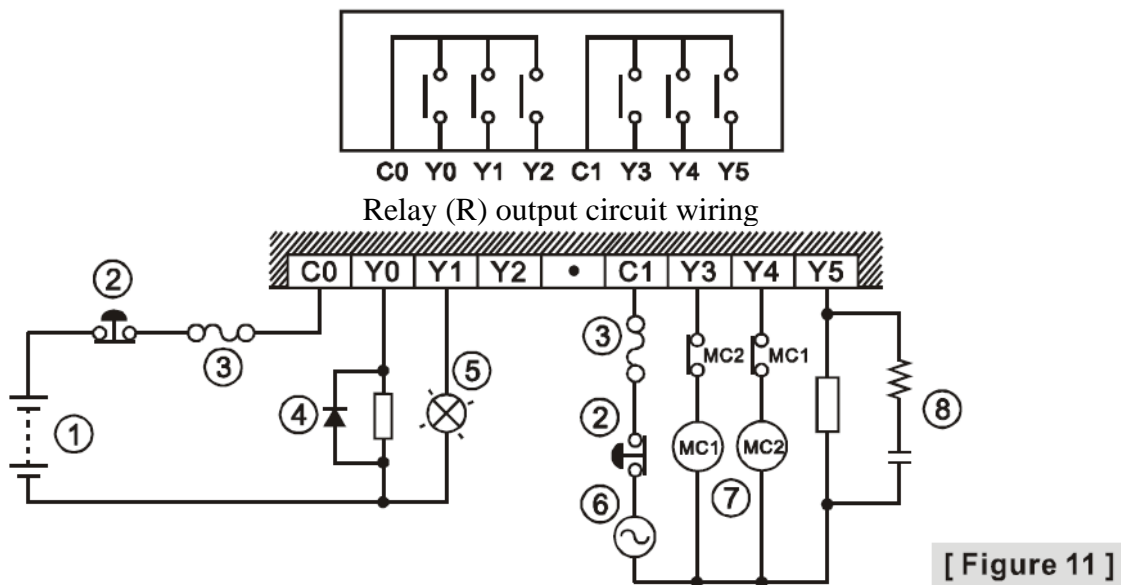 C0 Y0 Y1 Y2 C1 Y3 Y4 Y5
Relay (R) output circuit wiring
C0 Y0 Y1 Y2 • C1 Y3 Y4 Y5
②
③
①
④
⑤
③
②
⑥
MC2
MC1
MC1
MC2
⑦
⑧
[ Figure 11 ]